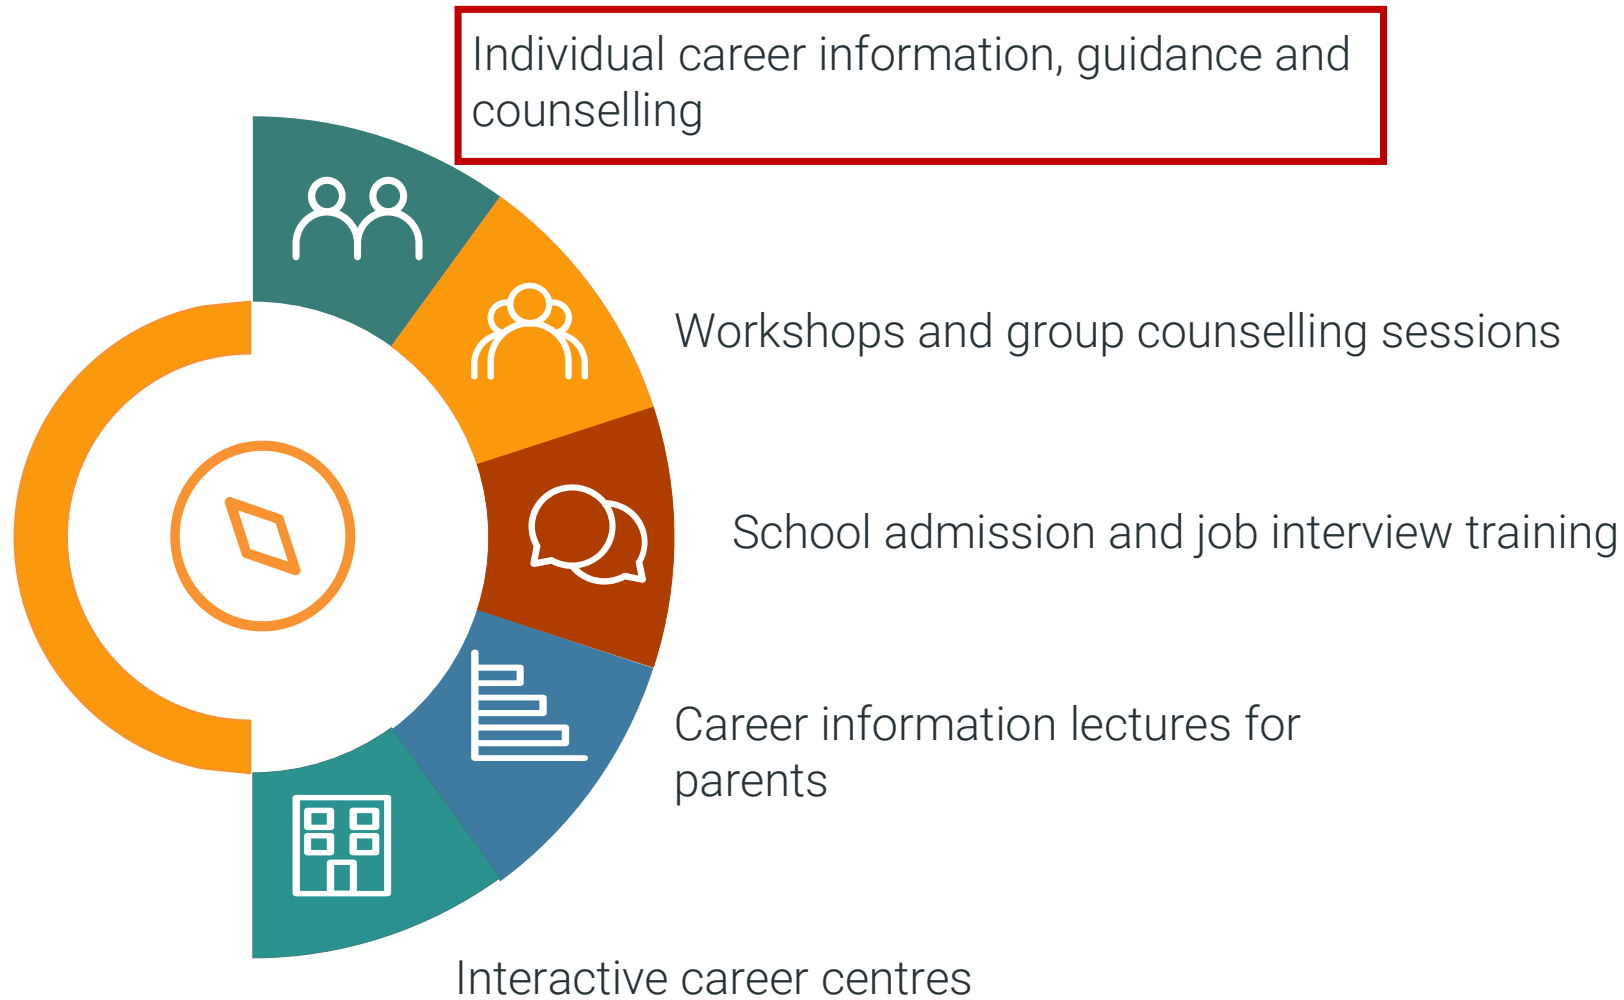 Individual career information, guidance and
counselling
Workshops and group counselling sessions
School admission and job interview training
Career information lectures for
parents
Interactive career centres